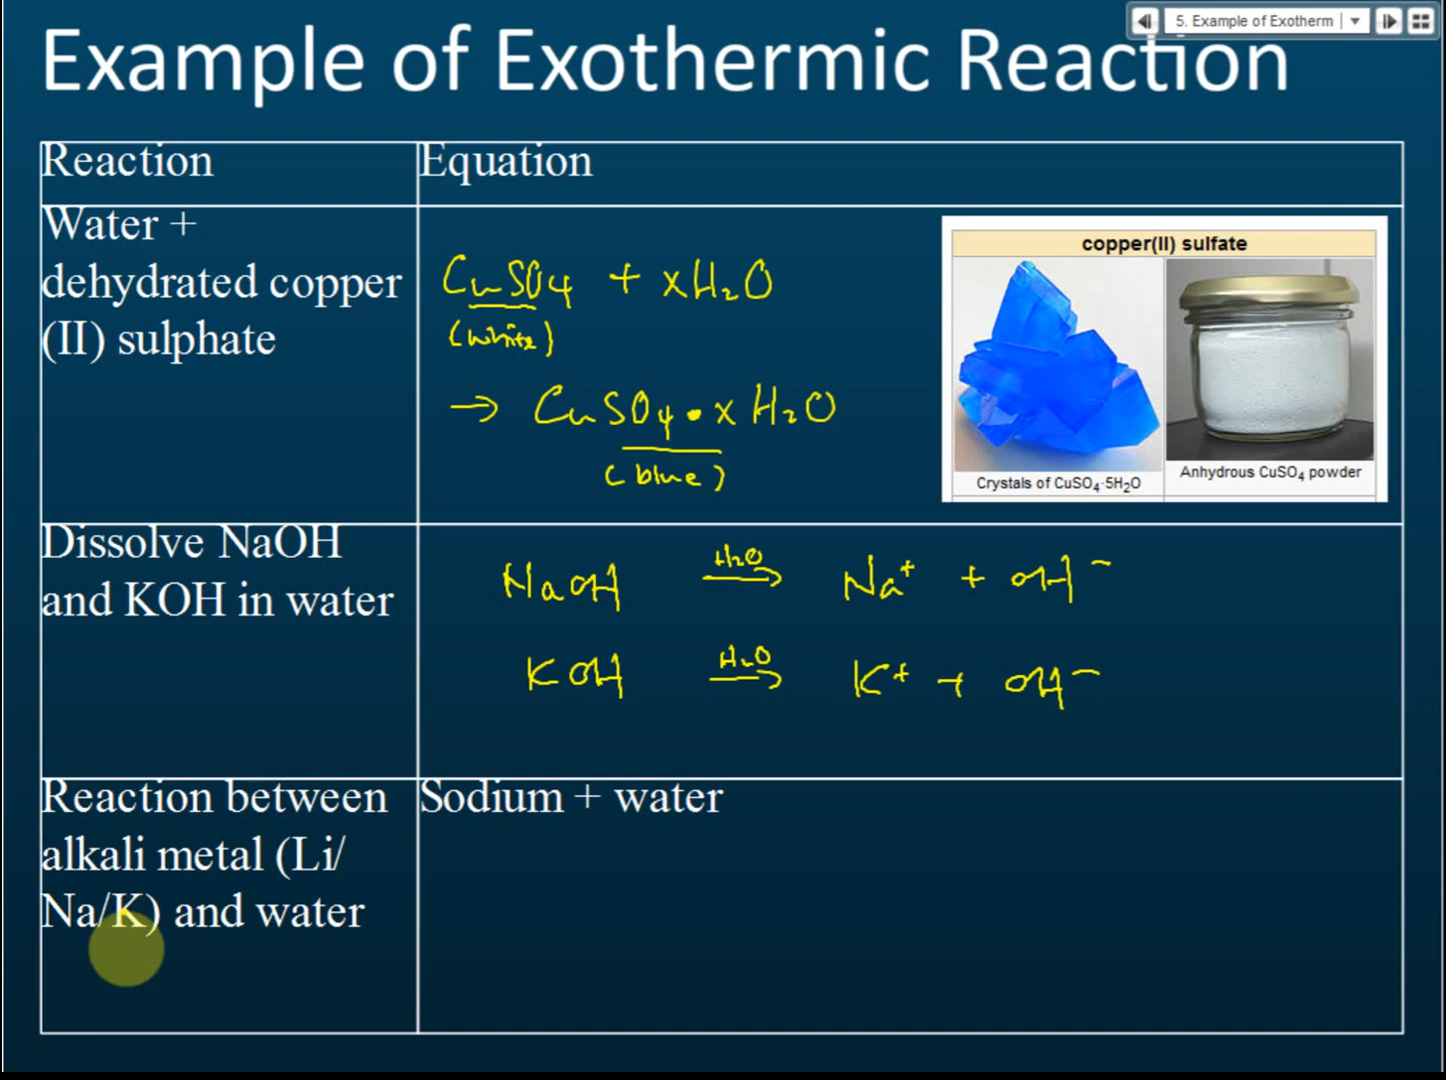 5. Example of Exotherm
Example of Exothermic Reaction
Reaction
Equation
Water +
dehydrated copper
(II) sulphate
CuSO₄ + xH₂O
(white)
→ CuSO₄ • xH₂O
(blue)
copper(II) sulfate
Crystals of CuSO₄·5H₂O
Anhydrous CuSO₄ powder
Dissolve NaOH
and KOH in water
NaOH —H₂O→ Na⁺ + OH⁻
KOH —H₂O→ K⁺ + OH⁻
Reaction between
alkali metal (Li/
Na/K) and water
Sodium + water